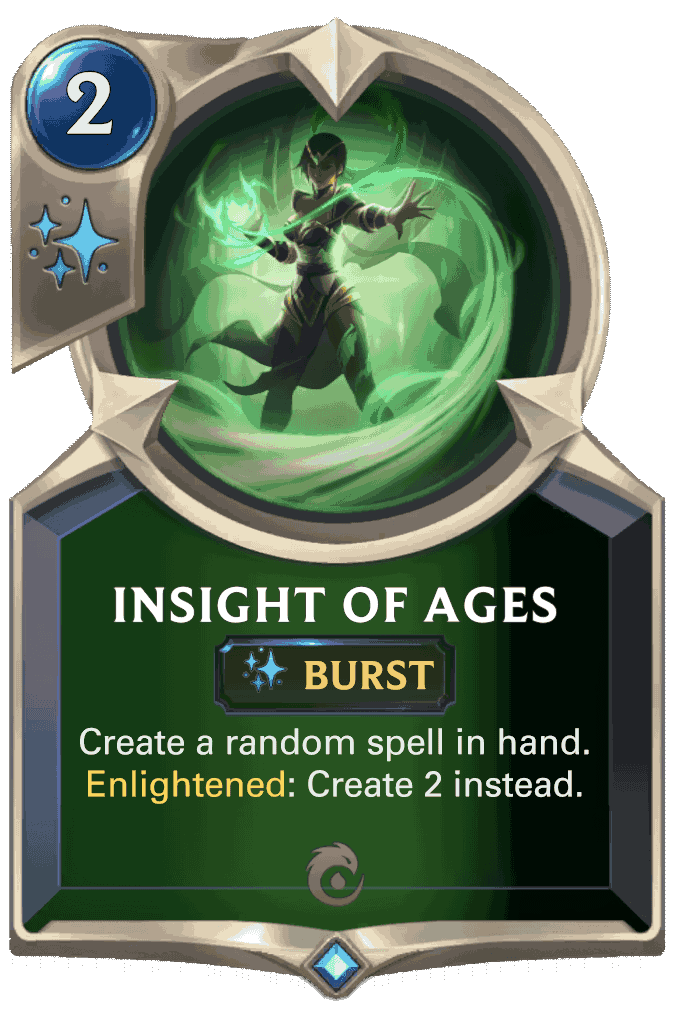 2
INSIGHT OF AGES
BURST
Create a random spell in hand.
Enlightened: Create 2 instead.